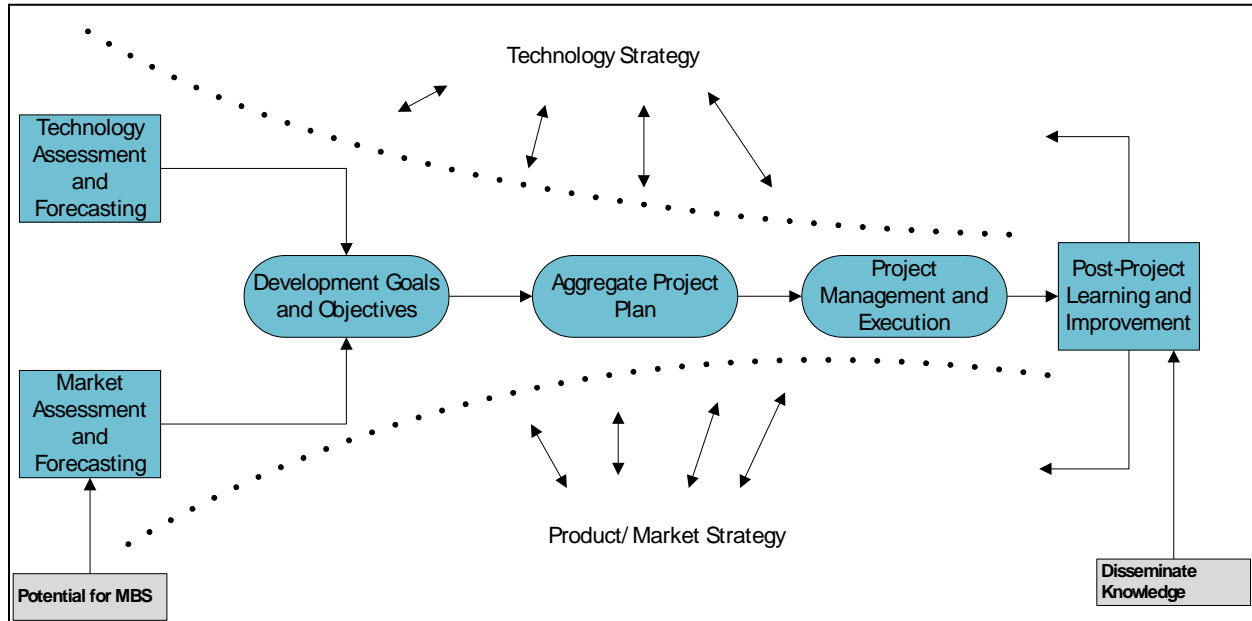 Technology Strategy
Technology
Assessment
and
Forecasting
Development Goals
and Objectives
Aggregate Project
Plan
Project
Management and
Execution
Post-Project
Learning and
Improvement
Market
Assessment
and
Forecasting
Product/ Market Strategy
Potential for MBS
Disseminate
Knowledge